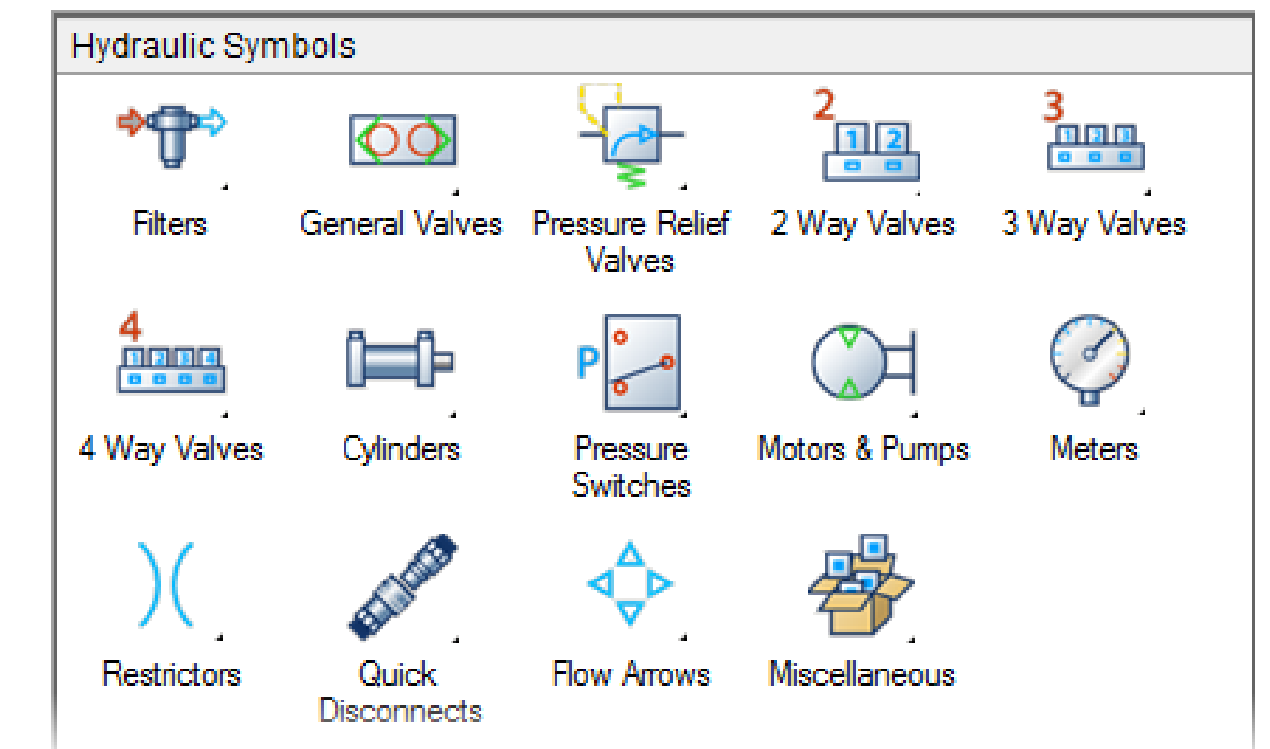 Hydraulic Symbols
2
3
1 2
1 2 3
Filters
General Valves
Pressure Relief
Valves
2 Way Valves
3 Way Valves
4
1 2 3 4
P
4 Way Valves
Cylinders
Pressure
Switches
Motors & Pumps
Meters
Restrictors
Quick
Disconnects
Flow Arrows
Miscellaneous